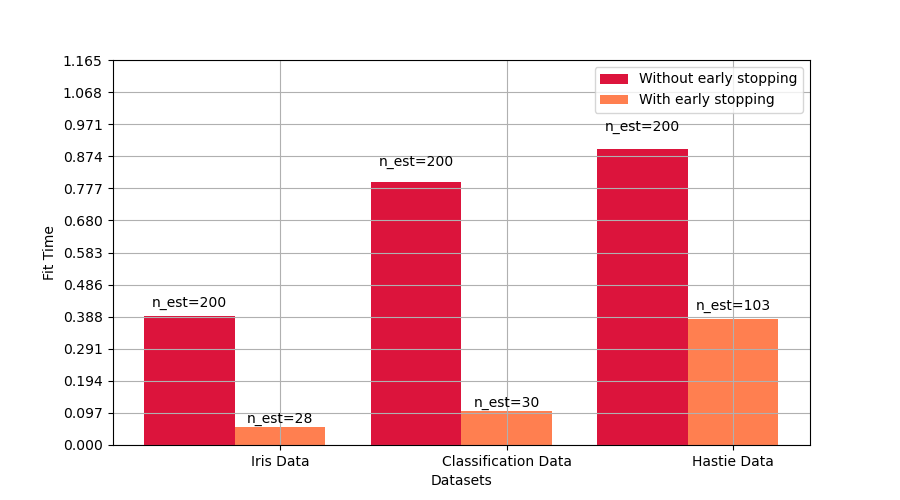 1.165
1.068
0.971
0.874
0.777
0.680
0.583
0.486
0.388
0.291
0.194
0.097
0.000
Fit Time
Without early stopping
With early stopping
n_est=200
n_est=28
n_est=200
n_est=30
n_est=200
n_est=103
Iris Data
Classification Data
Hastie Data
Datasets